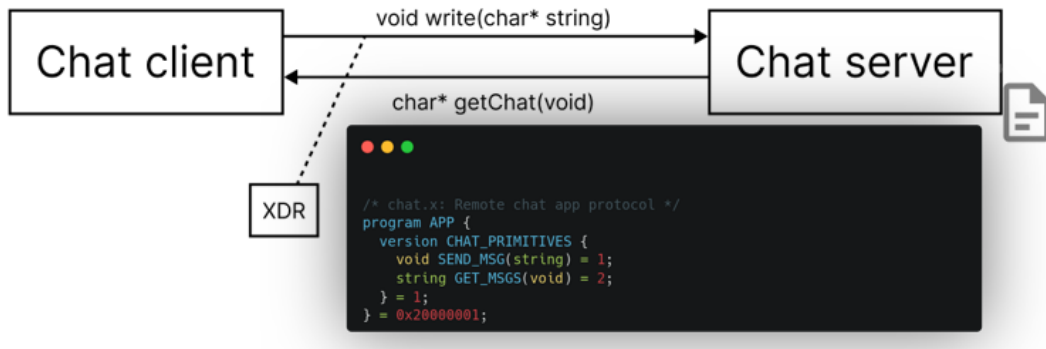 void write(char* string)
Chat client
Chat server
char* getChat(void)
XDR
/* chat.x: Remote chat app protocol */
program APP {
version CHAT_PRIMITIVES {
void SEND_MSG(string) = 1;
string GET_MSGS(void) = 2;
} = 1;
} = 0x20000001;